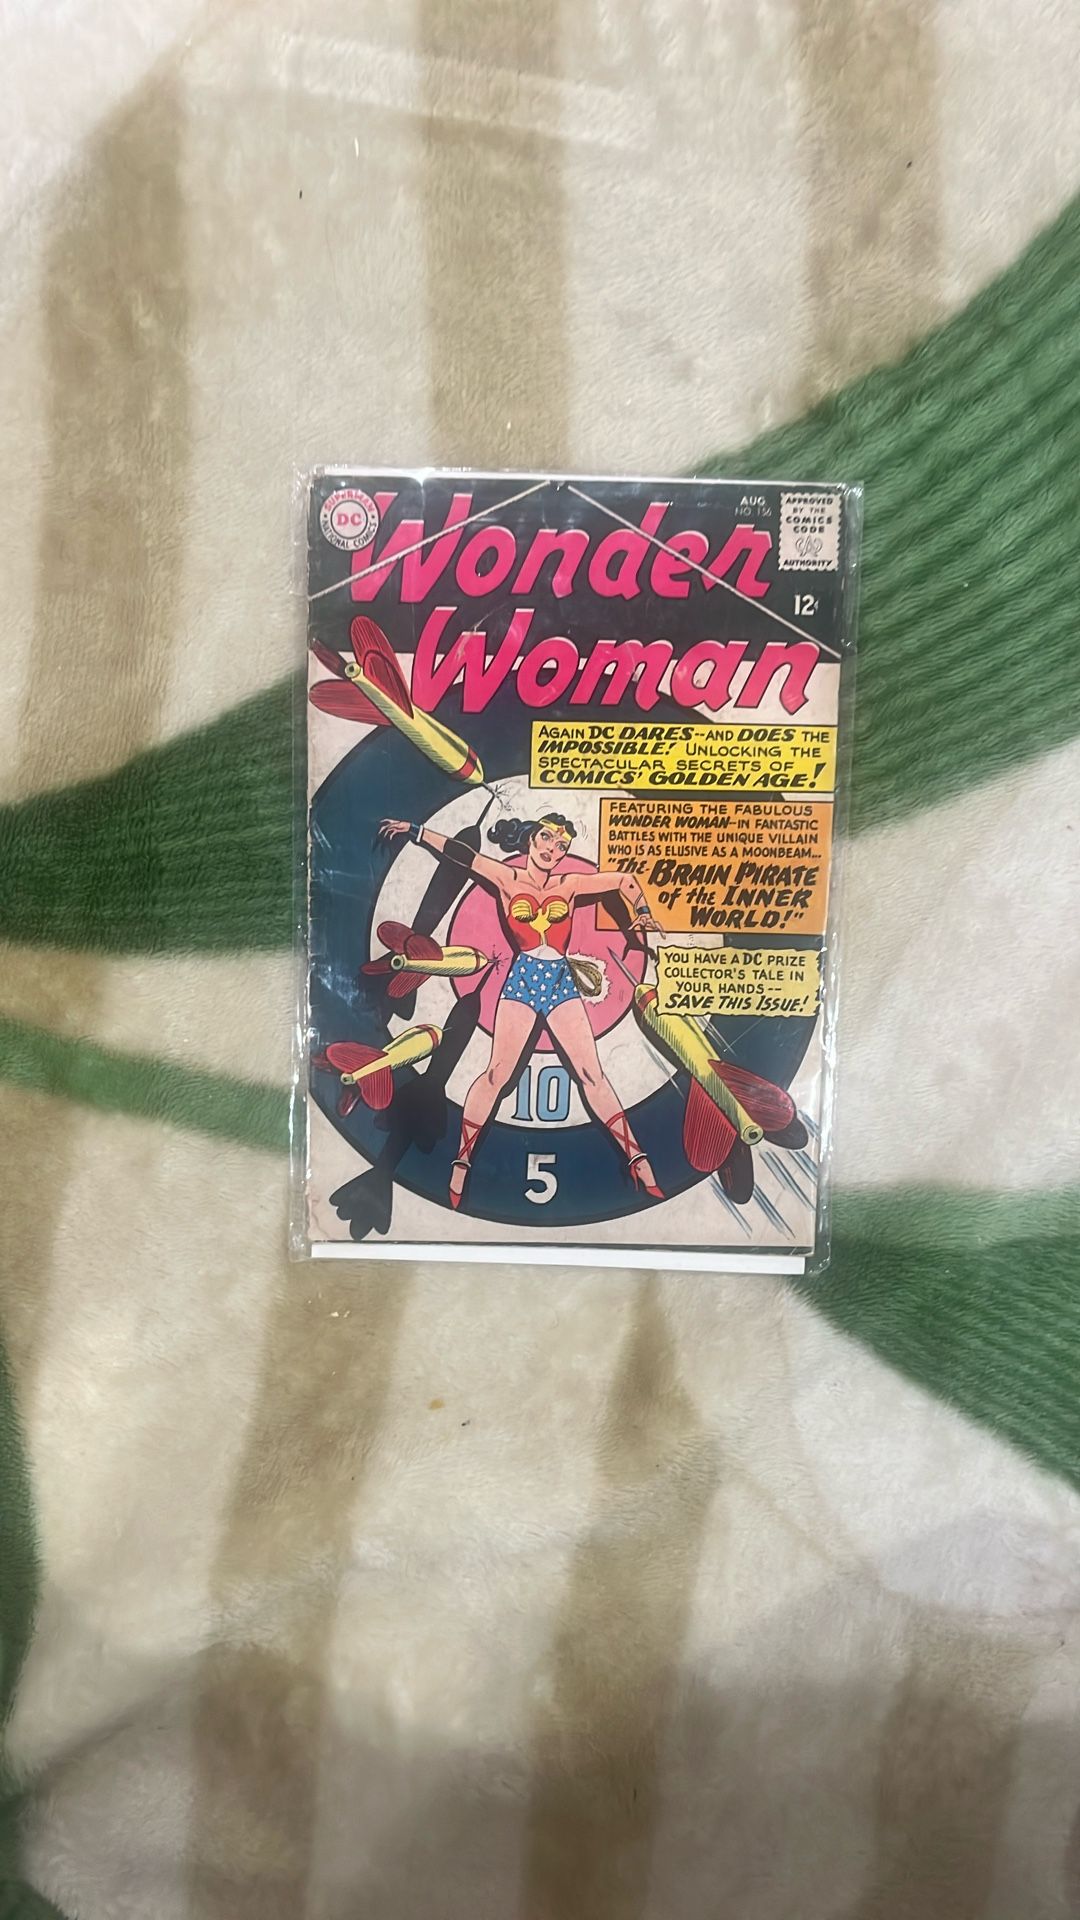 SUPERMAN
DC
NATIONAL COMICS
AUG.
NO. 156
APPROVED
BY THE
COMICS
CODE
CA
AUTHORITY
12¢
Wonder
Woman
AGAIN DC DARES--AND DOES THE
IMPOSSIBLE! UNLOCKING THE
SPECTACULAR SECRETS OF
COMICS' GOLDEN AGE!
FEATURING THE FABULOUS
WONDER WOMAN--IN FANTASTIC
BATTLES WITH THE UNIQUE VILLAIN
WHO IS AS ELUSIVE AS A MOONBEAM...
"The BRAIN PIRATE
of the INNER
WORLD!"
YOU HAVE A DC PRIZE
COLLECTOR'S TALE IN
YOUR HANDS--
SAVE THIS ISSUE!
10
5